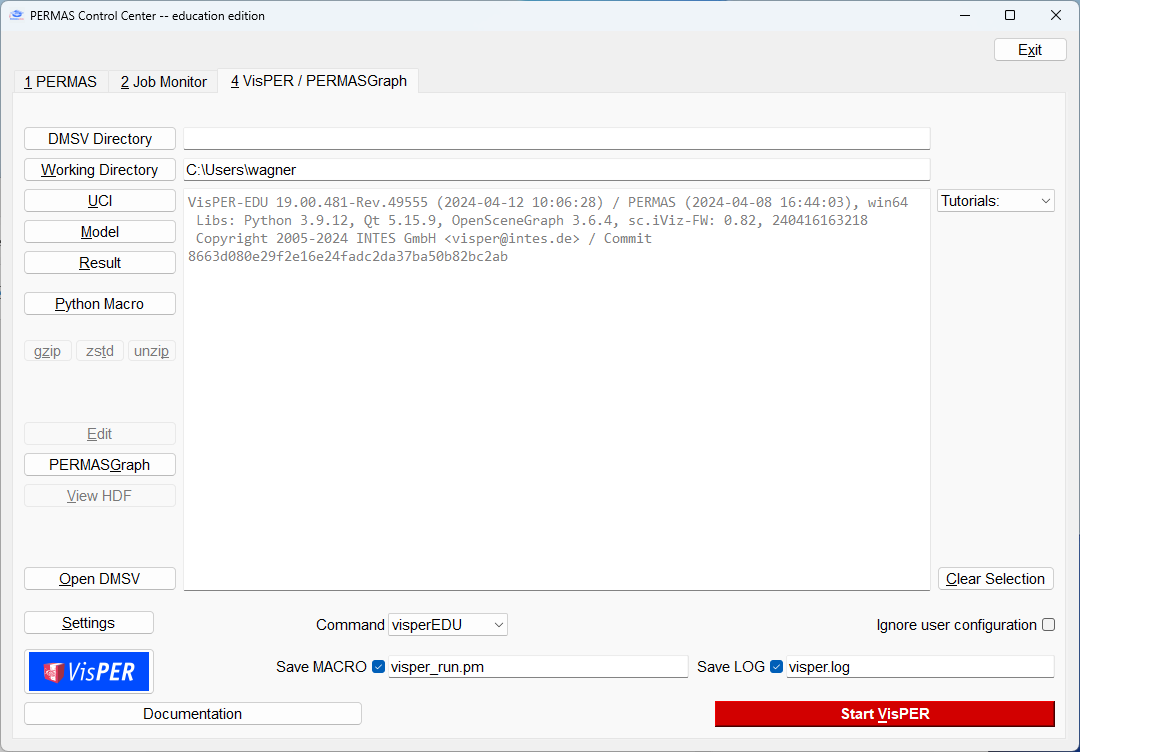 PERMAS Control Center -- education edition
Exit
1 PERMAS
2 Job Monitor
4 VisPER / PERMASGraph
DMSV Directory
Working Directory
C:\Users\wagner
UCI
VisPER-EDU 19.00.481-Rev.49555 (2024-04-12 10:06:28) / PERMAS (2024-04-08 16:44:03), win64
Libs: Python 3.9.12, Qt 5.15.9, OpenSceneGraph 3.6.4, sc.iViz-FW: 0.82, 240416163218
Copyright 2005-2024 INTES GmbH <visper@intes.de> / Commit
8663d080e29f2e16e24fadc2da37ba50b82bc2ab
Tutorials:
Model
Result
Python Macro
gzip
zstd
unzip
Edit
PERMASGraph
View HDF
Open DMSV
Clear Selection
Settings
Command visperEDU
Ignore user configuration
VisPER
Save MACRO visper_run.pm
Save LOG visper.log
Documentation
Start VisPER